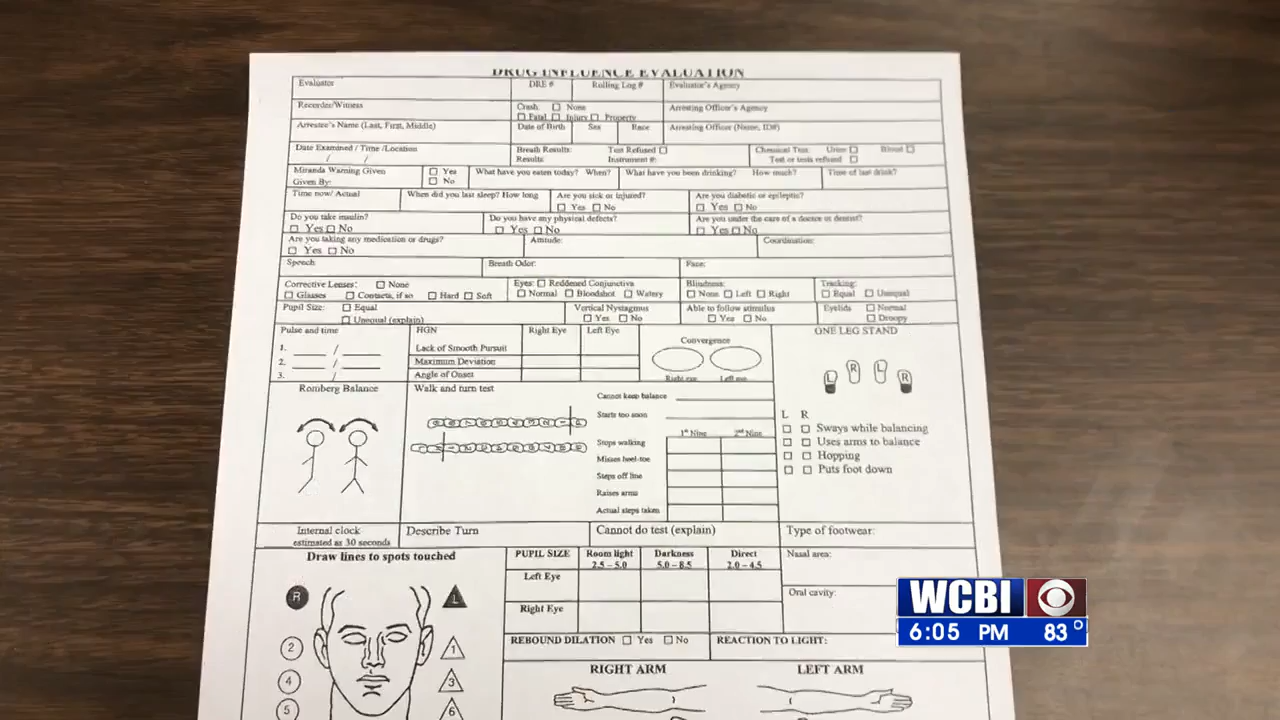 DRUG INFLUENCE EVALUATION
Evaluator DRE # Rolling Log # Evaluator's Agency
Recorder/Witness Crash: None Arresting Officer's Agency
Fatal Injury Property
Arrestee's Name (Last, First, Middle) Date of Birth Sex Race Arresting Officer (Name, ID#)
Date Examined / Time /Location Breath Results: Test Refused Chemical Test: Urine Blood
/ / Results: Instrument #: Test or tests refused
Miranda Warning Given Yes What have you eaten today? When? What have you been drinking? How much? Time of last drink?
Given By: No
Time now/ Actual When did you last sleep? How long Are you sick or injured? Are you diabetic or epileptic?
Yes No Yes No
Do you take insulin? Do you have any physical defects? Are you under the care of a doctor or dentist?
Yes No Yes No Yes No
Are you taking any medication or drugs? Attitude: Coordination:
Yes No
Speech: Breath Odor: Face:
Corrective Lenses: None Eyes: Reddened Conjunctiva Blindness: Tracking:
Glasses Contacts, if so Hard Soft Normal Bloodshot Watery None Left Right Equal Unequal
Pupil Size: Equal Vertical Nystagmus Able to follow stimulus Eyelids Normal
Unequal (explain) Yes No Yes No Droopy
Pulse and time HGN Right Eye Left Eye Convergence ONE LEG STAND
1. / Lack of Smooth Pursuit
2. / Maximum Deviation
3. / Angle of Onset Right eye Left eye
L R L R
Romberg Balance Walk and turn test Cannot keep balance
Starts too soon
1st Nine 2nd Nine
Stops walking
Misses heel-toe
Steps off line
Raises arms
Actual steps taken
L R
Sways while balancing
Uses arms to balance
Hopping
Puts foot down
Internal clock Describe Turn Cannot do test (explain) Type of footwear:
estimated as 30 seconds
Draw lines to spots touched PUPIL SIZE Room light Darkness Direct Nasal area:
2.5 – 5.0 5.0 – 8.5 2.0 – 4.5
Left Eye
Oral cavity:
Right Eye
REBOUND DILATION Yes No REACTION TO LIGHT:
RIGHT ARM LEFT ARM
R L
2 1
4 3
5 6
WCBI
6:05 PM 83°